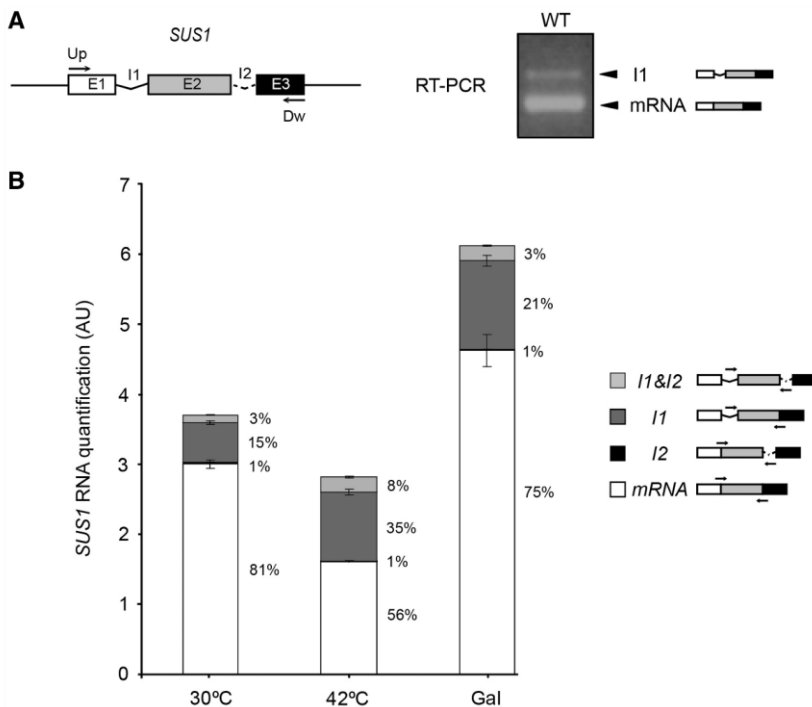 A
SUS1
Up
I1
I2
E1
E2
E3
Dw
RT-PCR
WT
I1
mRNA
B
SUS1 RNA quantification (AU)
7
6
5
4
3
2
1
0
3%
15%
1%
81%
8%
35%
1%
56%
3%
21%
1%
75%
30ºC
42ºC
Gal
I1&I2
I1
I2
mRNA